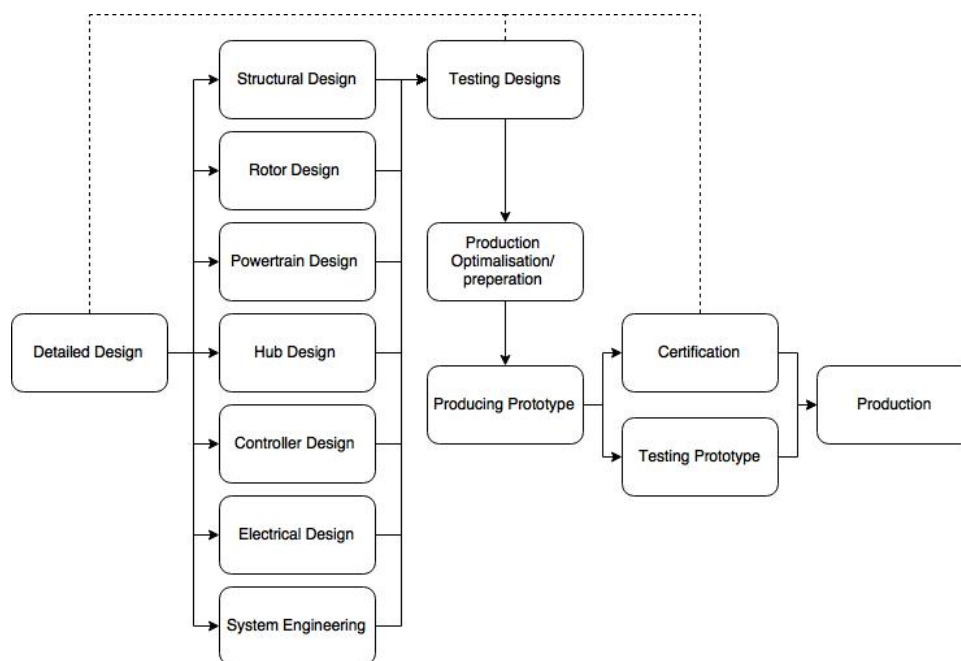 Structural Design
Testing Designs
Rotor Design
Powertrain Design
Production
Optimalisation/
preperation
Detailed Design
Hub Design
Certification
Producing Prototype
Production
Controller Design
Testing Prototype
Electrical Design
System Engineering